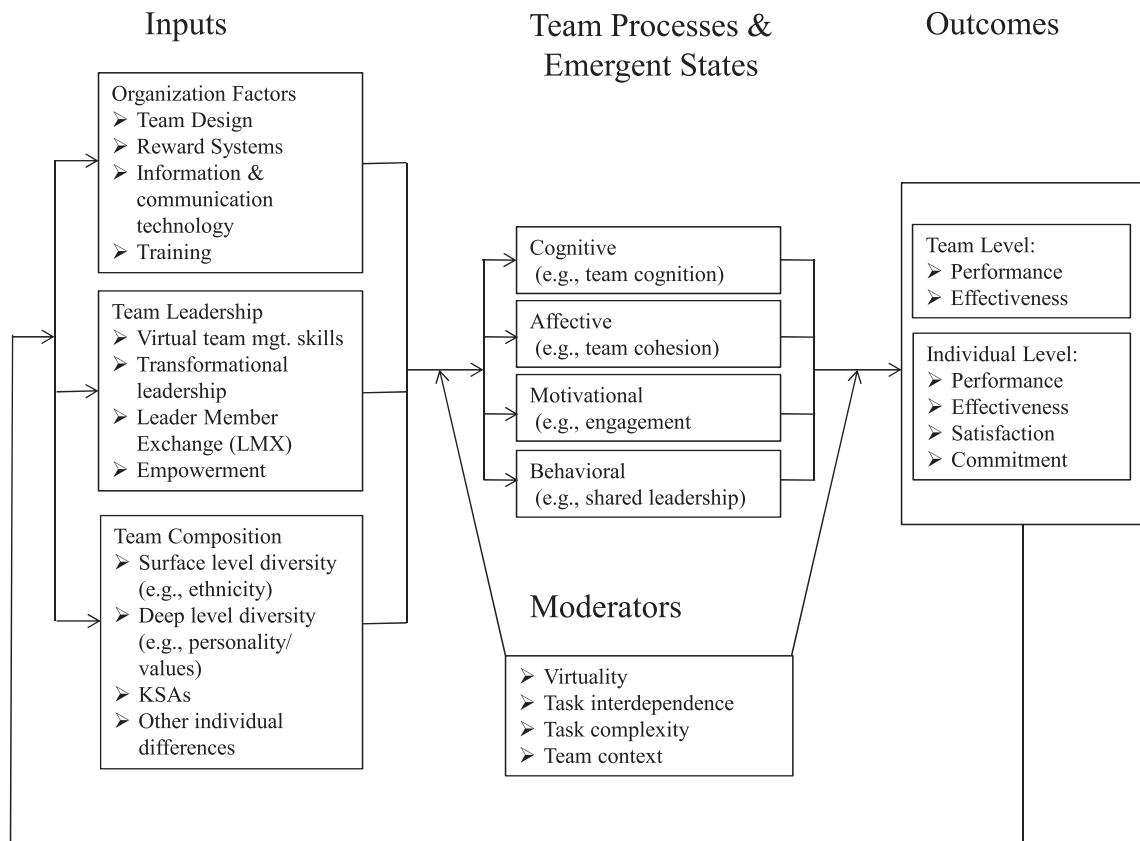 Inputs
Organization Factors
➢ Team Design
➢ Reward Systems
➢ Information &
communication
technology
➢ Training
Team Leadership
➢ Virtual team mgt. skills
➢ Transformational
leadership
➢ Leader Member
Exchange (LMX)
➢ Empowerment
Team Composition
➢ Surface level diversity
(e.g., ethnicity)
➢ Deep level diversity
(e.g., personality/
values)
➢ KSAs
➢ Other individual
differences
Team Processes &
Emergent States
Cognitive
(e.g., team cognition)
Affective
(e.g., team cohesion)
Motivational
(e.g., engagement
Behavioral
(e.g., shared leadership)
Moderators
➢ Virtuality
➢ Task interdependence
➢ Task complexity
➢ Team context
Outcomes
Team Level:
➢ Performance
➢ Effectiveness
Individual Level:
➢ Performance
➢ Effectiveness
➢ Satisfaction
➢ Commitment